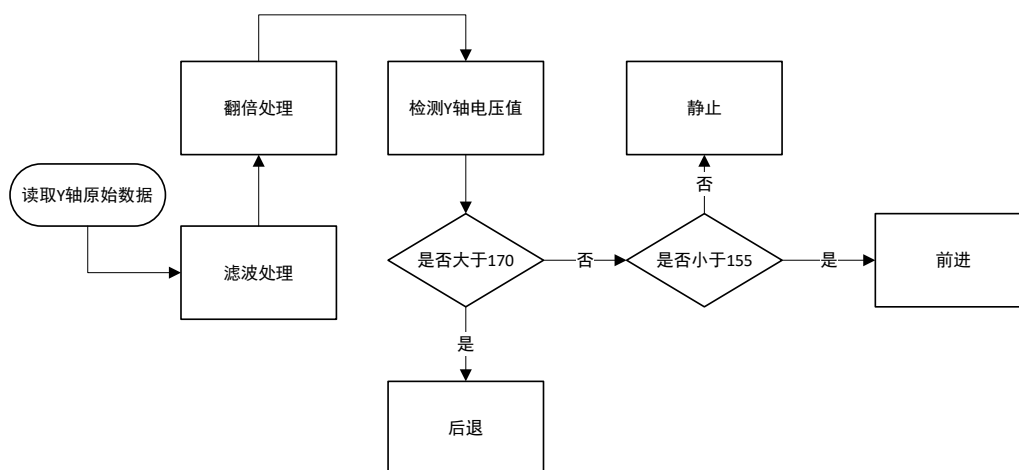 翻倍处理
检测Y轴电压值
静止
读取Y轴原始数据
否
滤波处理
是否大于170
否
是否小于155
是
前进
是
后退